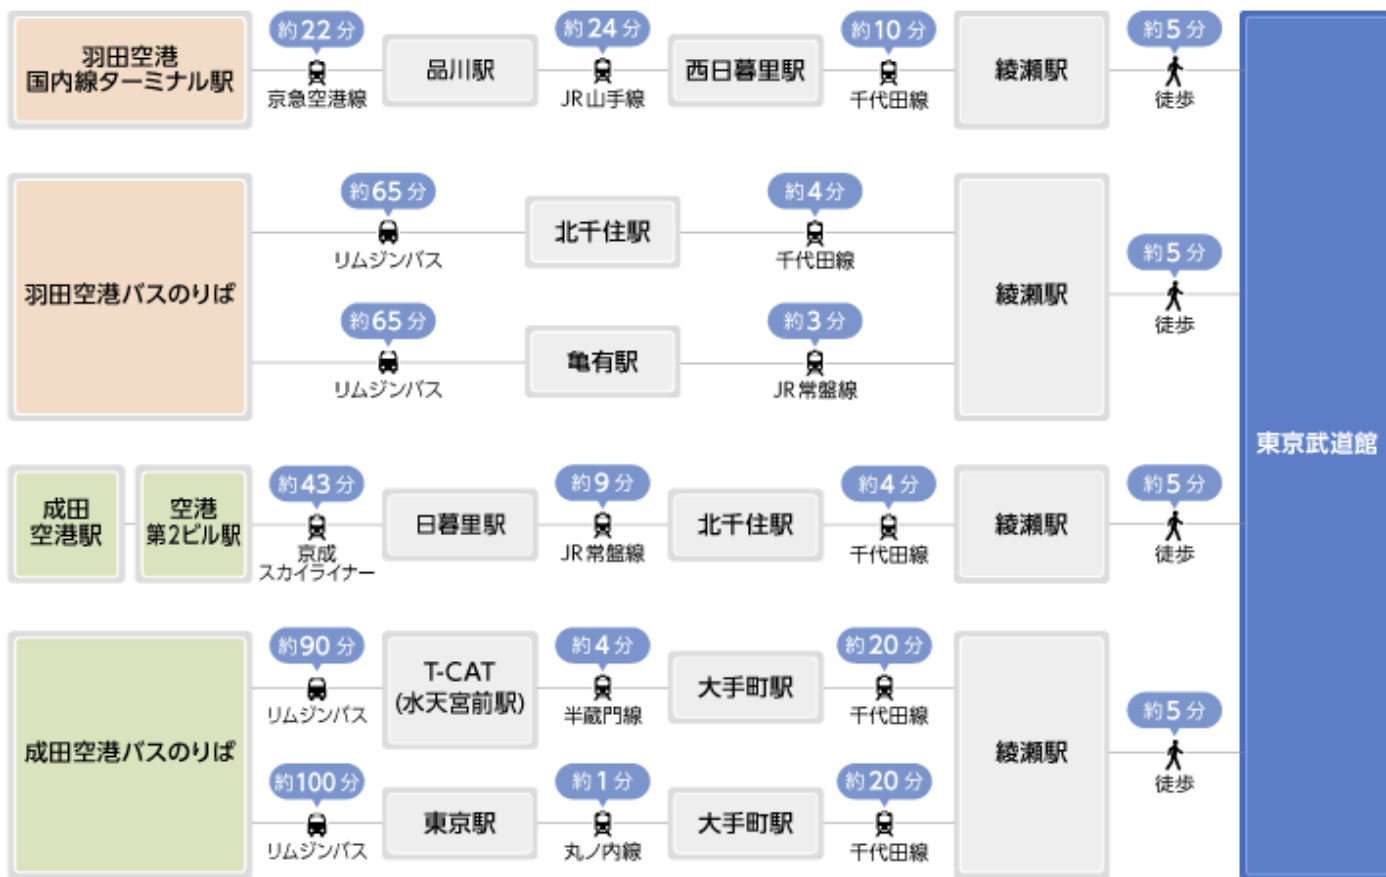 羽田空港
国内線ターミナル駅
約22分
京急空港線
品川駅
約24分
JR山手線
西日暮里駅
約10分
千代田線
綾瀬駅
約5分
徒歩
羽田空港バスのりば
約65分
リムジンバス
北千住駅
約4分
千代田線
約65分
リムジンバス
亀有駅
約3分
JR常盤線
綾瀬駅
約5分
徒歩
成田
空港駅
空港
第2ビル駅
約43分
京成
スカイライナー
日暮里駅
約9分
JR常盤線
北千住駅
約4分
千代田線
綾瀬駅
約5分
徒歩
成田空港バスのりば
約90分
リムジンバス
T-CAT
(水天宮前駅)
約4分
半蔵門線
大手町駅
約20分
千代田線
約100分
リムジンバス
東京駅
約1分
丸ノ内線
大手町駅
約20分
千代田線
綾瀬駅
約5分
徒歩
東京武道館